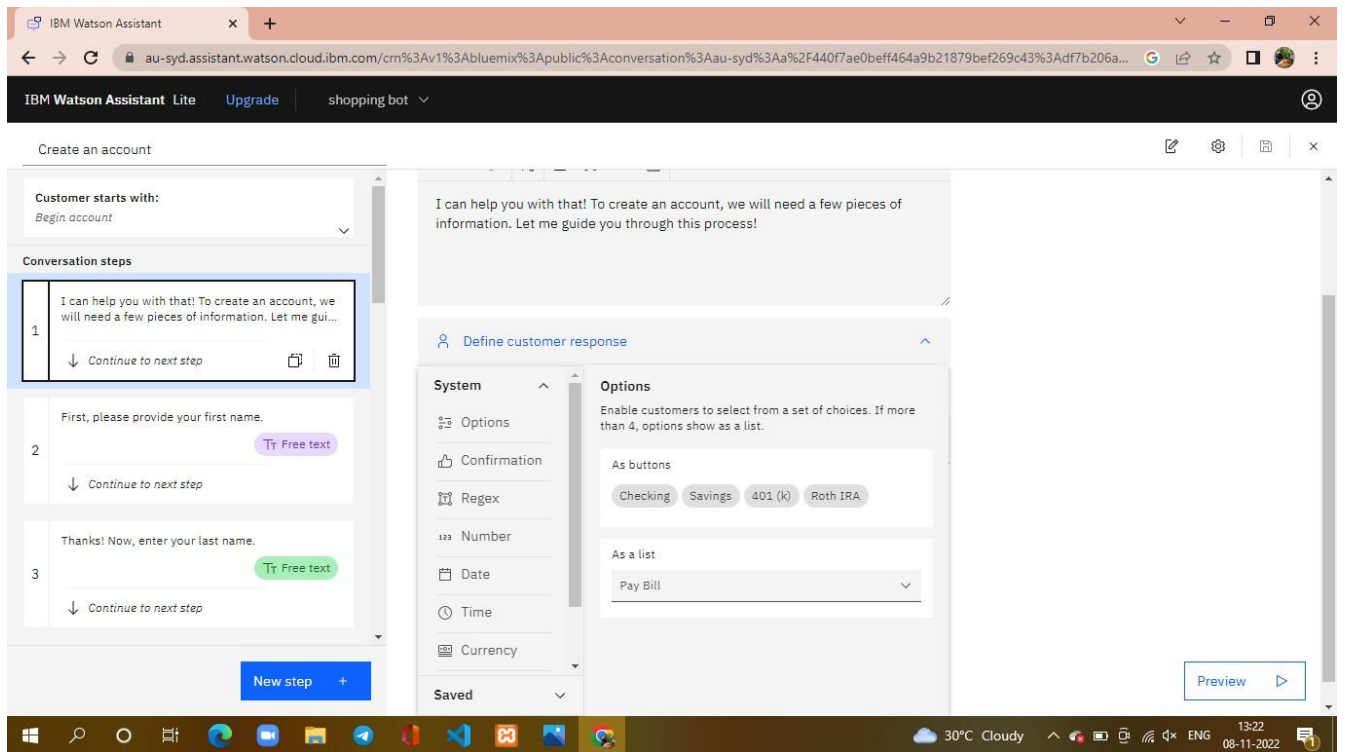 IBM Watson Assistant
au-syd.assistant.watson.cloud.ibm.com/crn%3Av1%3Abluemix%3Apublic%3Aconversation%3Aau-syd%3Aa%2F440f7ae0beff464a9b21879bef269c43%3Adf7b206a...
IBM Watson Assistant Lite Upgrade shopping bot
Create an account
Customer starts with:
Begin account
Conversation steps
1
I can help you with that! To create an account, we
will need a few pieces of information. Let me gui...
Continue to next step
2
First, please provide your first name.
Tт Free text
Continue to next step
3
Thanks! Now, enter your last name.
Tт Free text
Continue to next step
New step +
I can help you with that! To create an account, we will need a few pieces of
information. Let me guide you through this process!
Define customer response
System
Options
Confirmation
Regex
123 Number
Date
Time
Currency
Saved
Options
Enable customers to select from a set of choices. If more
than 4, options show as a list.
As buttons
Checking Savings 401 (k) Roth IRA
As a list
Pay Bill
Preview
30°C Cloudy ENG 13:22
08-11-2022
1